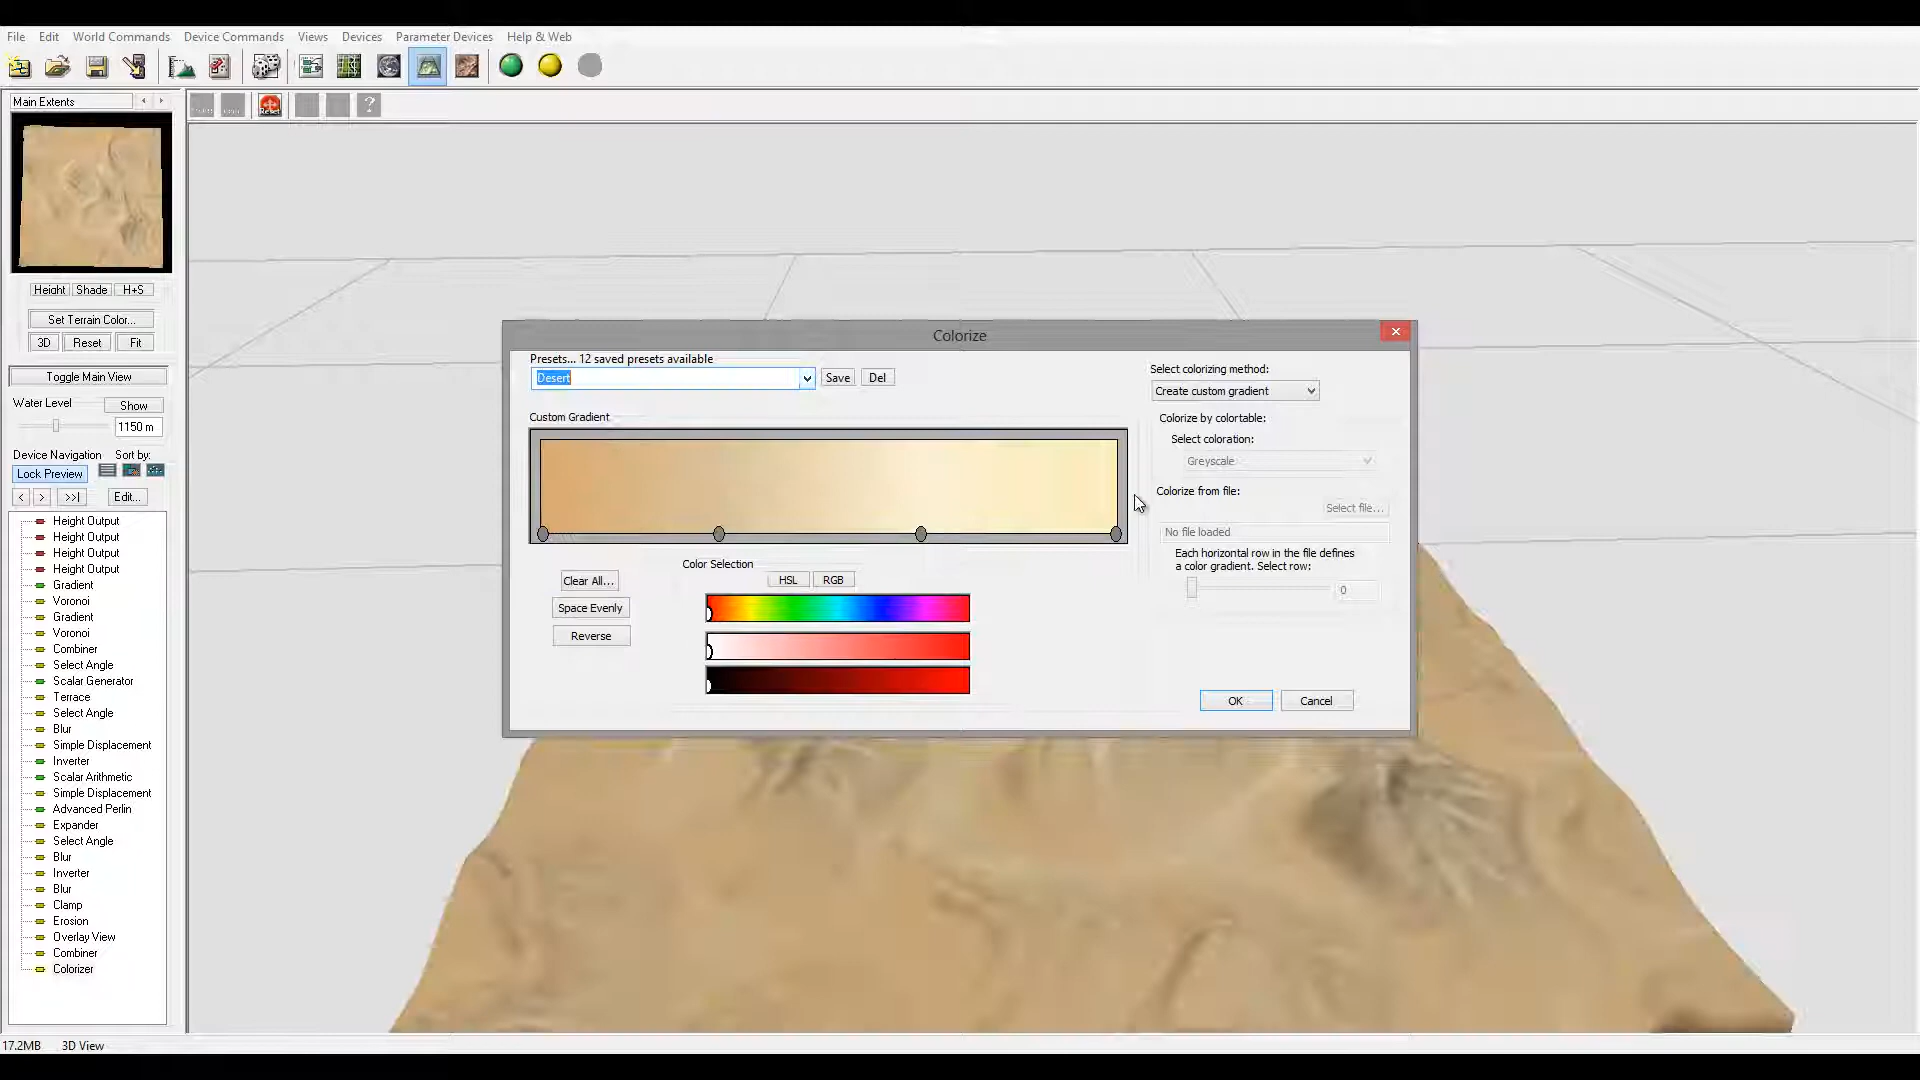 File Edit World Commands Device Commands Views Devices Parameter Devices Help & Web
Main Extents
Reset ?
Height Shade H+S
Set Terrain Color...
3D Reset Fit
Toggle Main View
Water Level Show
1150 m
Device Navigation Sort by:
Lock Preview
< > >>| Edit...
Height Output
Height Output
Height Output
Height Output
Gradient
Voronoi
Gradient
Voronoi
Combiner
Select Angle
Scalar Generator
Terrace
Select Angle
Blur
Simple Displacement
Inverter
Scalar Arithmetic
Simple Displacement
Advanced Perlin
Expander
Select Angle
Blur
Inverter
Blur
Clamp
Erosion
Overlay View
Combiner
Colorizer
Colorize
Presets... 12 saved presets available
Desert Save Del
Custom Gradient
Clear All...
Space Evenly
Reverse
Color Selection
HSL RGB
Select colorizing method:
Create custom gradient
Colorize by colortable:
Select coloration:
Greyscale
Colorize from file:
Select file...
No file loaded
Each horizontal row in the file defines
a color gradient. Select row:
0
OK Cancel
17.2MB 3D View